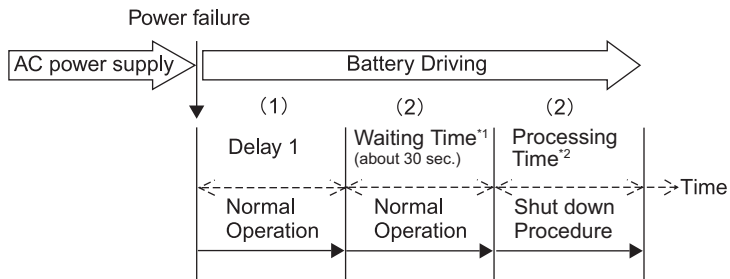 Power failure
AC power supply
Battery Driving
(1)
(2)
(2)
Delay 1
Waiting Time*1
(about 30 sec.)
Processing
Time*2
Time
Normal
Operation
Normal
Operation
Shut down
Procedure